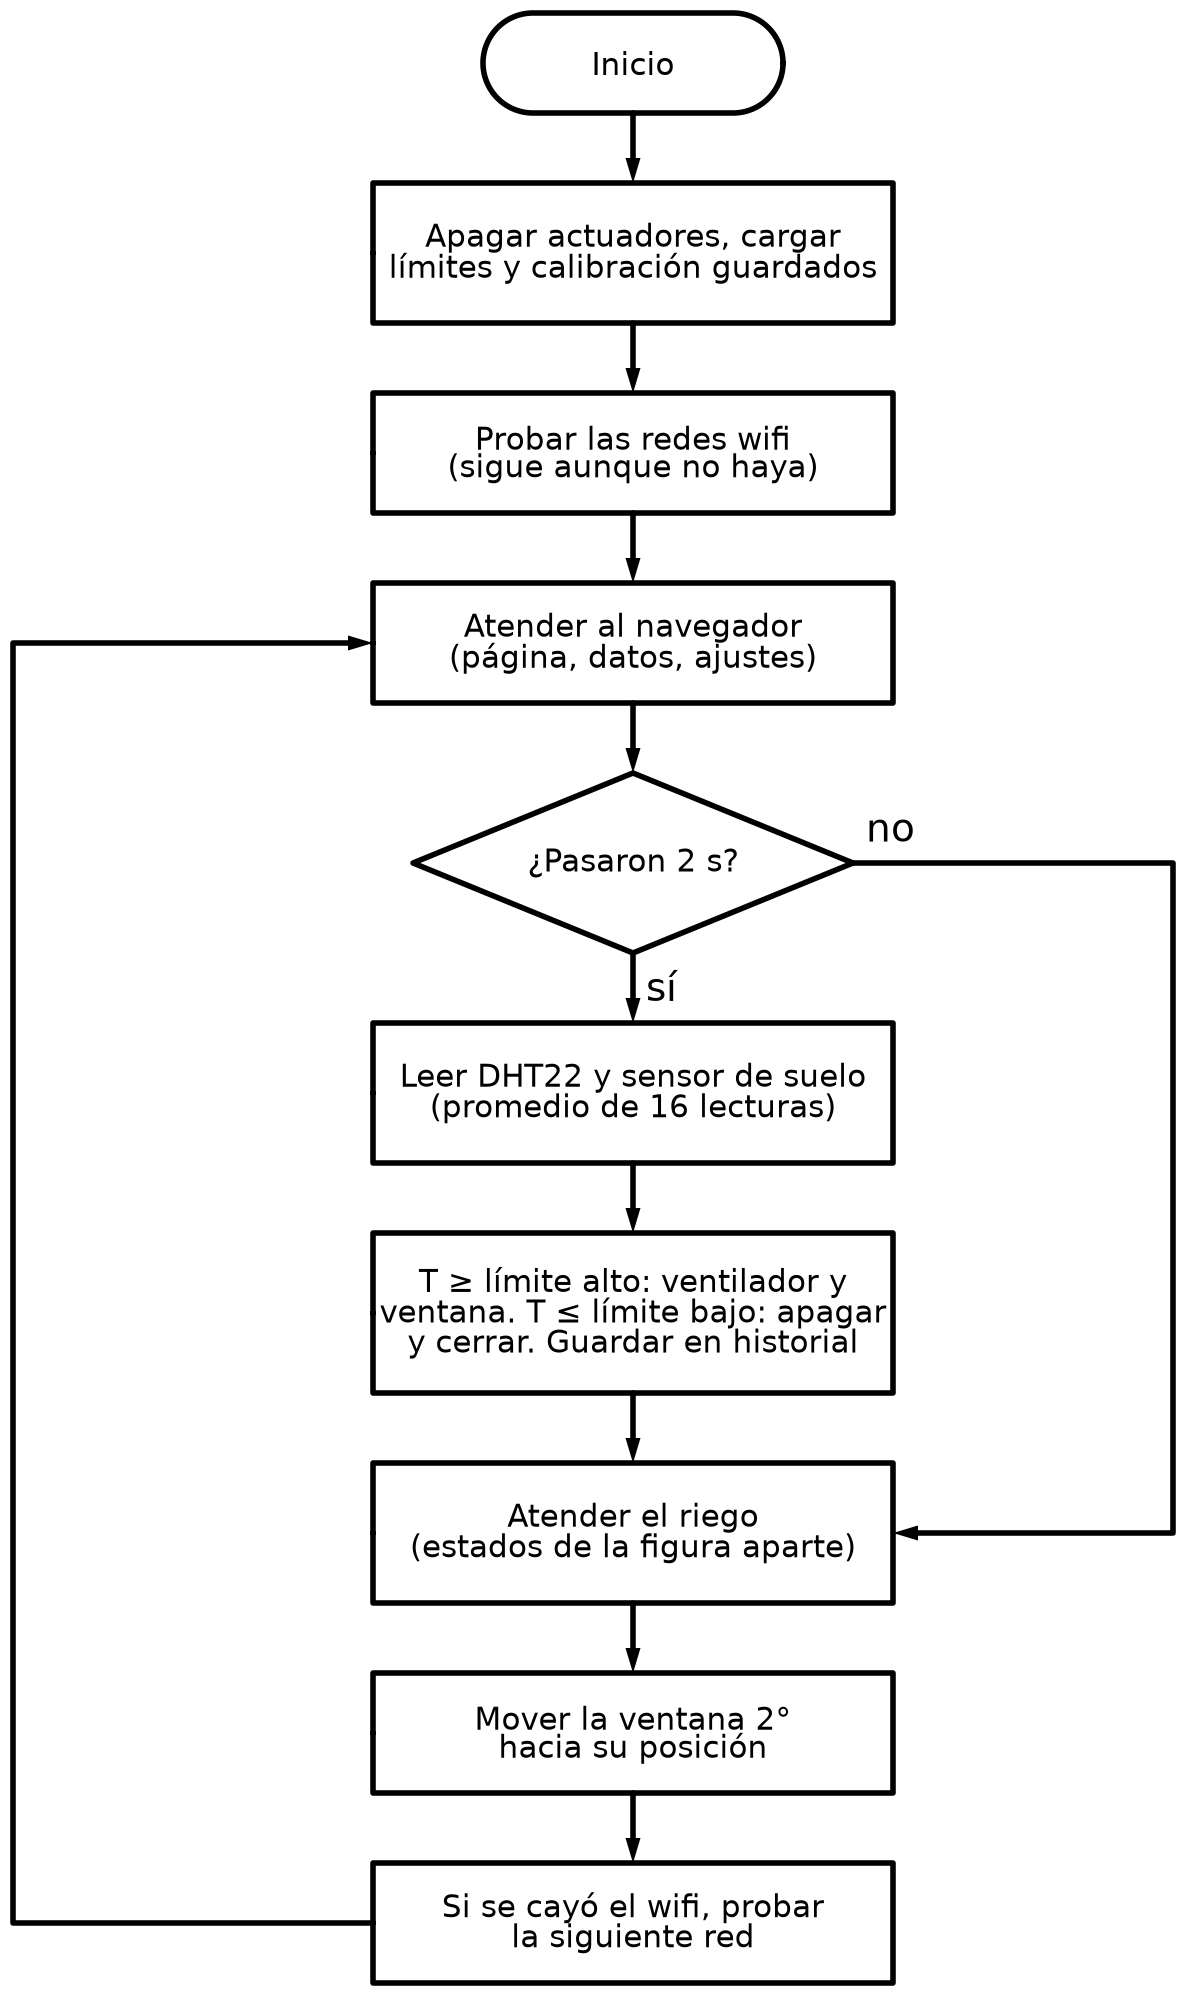 Inicio
Apagar actuadores, cargar
límites y calibración guardados
Probar las redes wifi
(sigue aunque no haya)
Atender al navegador
(página, datos, ajustes)
¿Pasaron 2 s?
no
sí
Leer DHT22 y sensor de suelo
(promedio de 16 lecturas)
T ≥ límite alto: ventilador y
ventana. T ≤ límite bajo: apagar
y cerrar. Guardar en historial
Atender el riego
(estados de la figura aparte)
Mover la ventana 2°
hacia su posición
Si se cayó el wifi, probar
la siguiente red